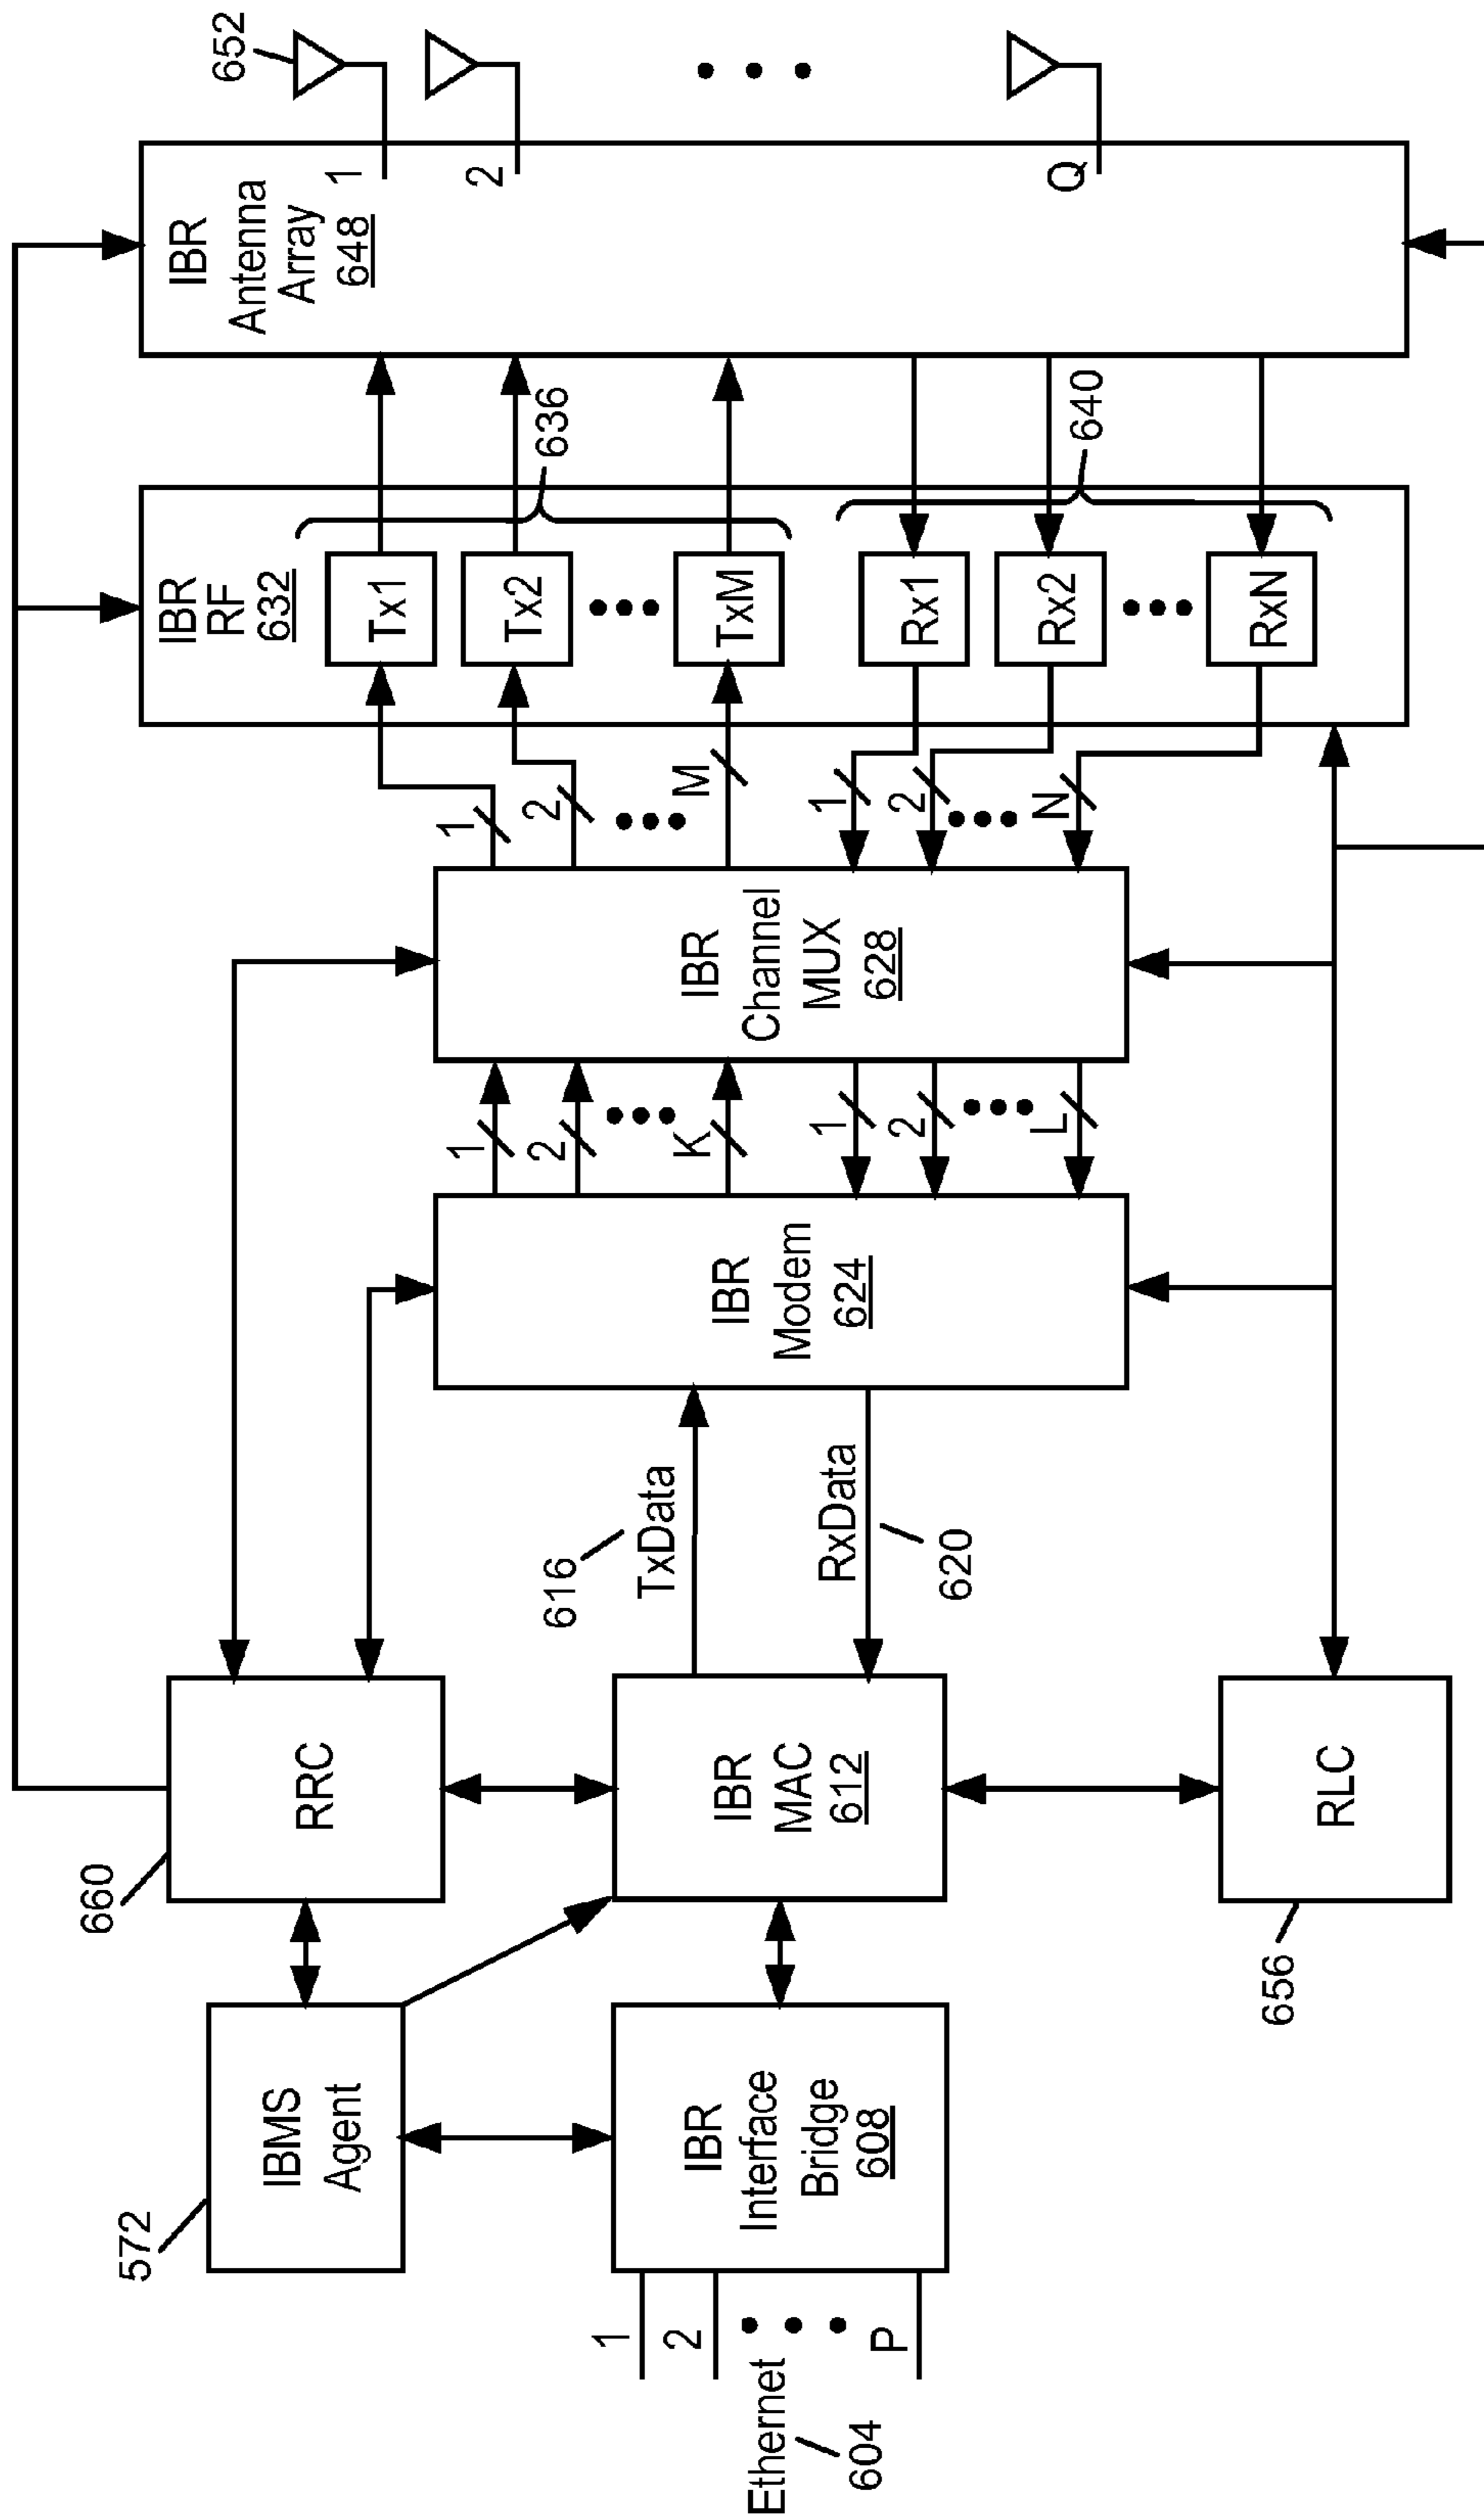 572
IBMS
Agent
660
RRC
Ethernet
604
1
2
P
IBR
Interface
Bridge
608
IBR
MAC
612
616
TxData
RxData
620
656
RLC
IBR
Modem
624
1
2
K
1
2
L
IBR
Channel
MUX
628
1
2
M
1
2
N
IBR
RF
632
Tx1
Tx2
TxM
636
Rx1
Rx2
RxN
640
IBR
Antenna
Array
648
1
2
Q
652